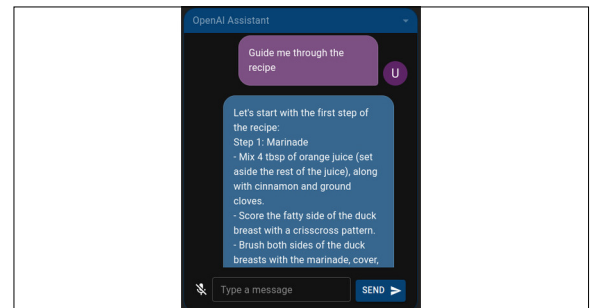 OpenAI Assistant
Guide me through the
recipe
U
Let's start with the first step of
the recipe:
Step 1: Marinade
- Mix 4 tbsp of orange juice (set
aside the rest of the juice), along
with cinnamon and ground
cloves.
- Score the fatty side of the duck
breast with a crisscross pattern.
- Brush both sides of the duck
breasts with the marinade, cover,
Type a message
SEND